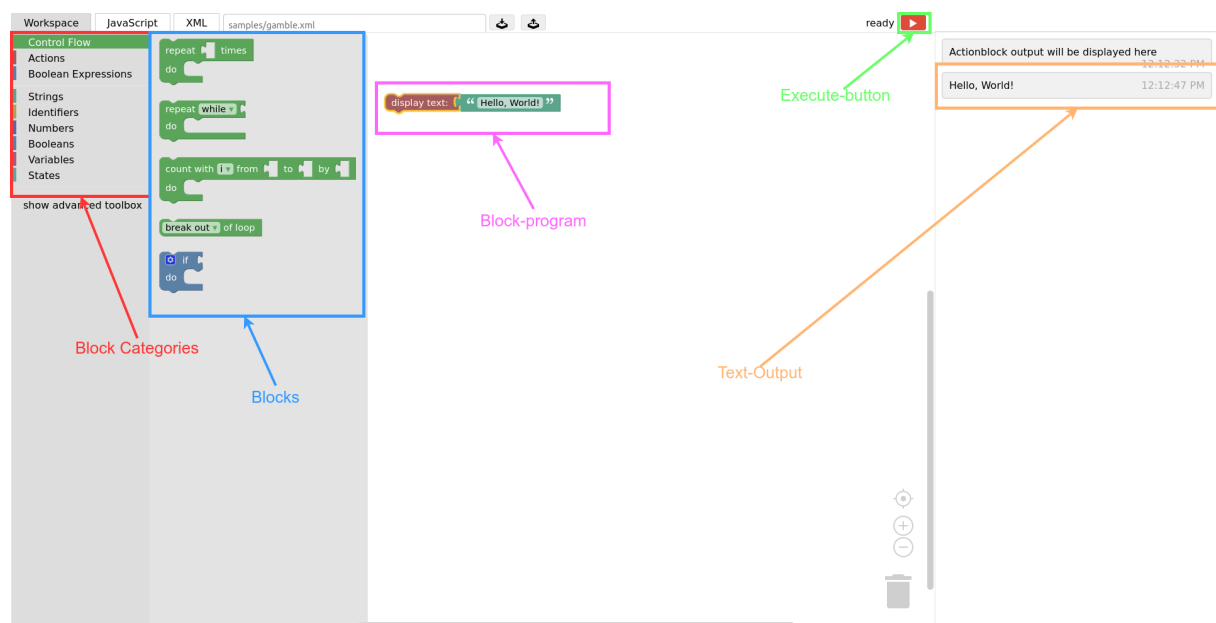 Workspace
JavaScript
XML
samples/gamble.xml
ready
Control Flow
Actions
Boolean Expressions
Strings
Identifiers
Numbers
Booleans
Variables
States
show advanced toolbox
repeat times
do
repeat while
do
count with i from to by
do
break out of loop
if
do
display text: “ Hello, World! ”
Actionblock output will be displayed here
12:12:32 PM
Hello, World! 12:12:47 PM
Execute-button
Block-program
Block Categories
Blocks
Text-Output